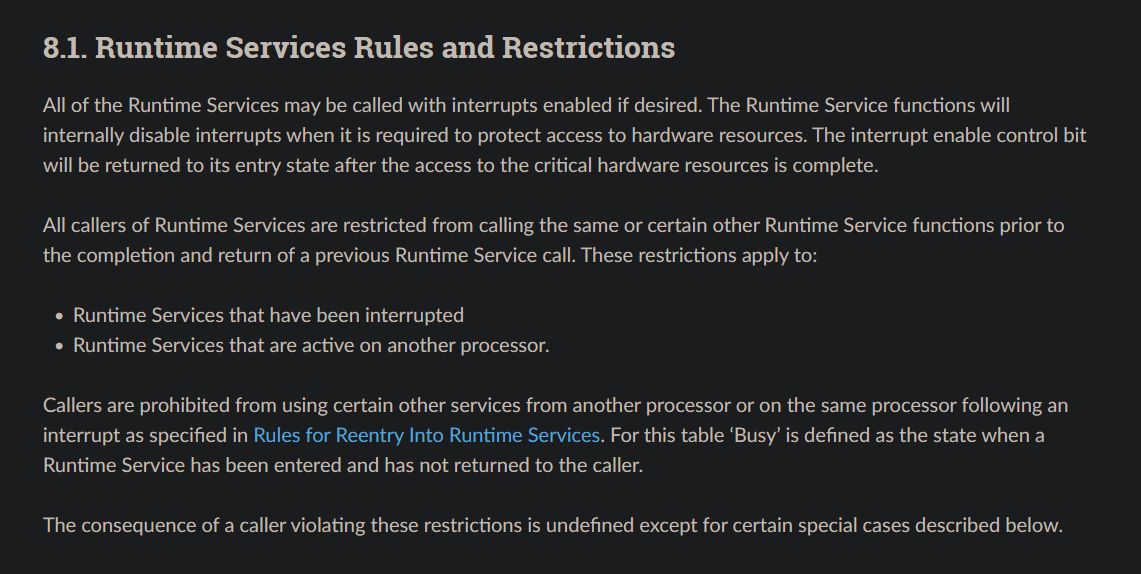 8.1. Runtime Services Rules and Restrictions
All of the Runtime Services may be called with interrupts enabled if desired. The Runtime Service functions will
internally disable interrupts when it is required to protect access to hardware resources. The interrupt enable control bit
will be returned to its entry state after the access to the critical hardware resources is complete.
All callers of Runtime Services are restricted from calling the same or certain other Runtime Service functions prior to
the completion and return of a previous Runtime Service call. These restrictions apply to:
• Runtime Services that have been interrupted
• Runtime Services that are active on another processor.
Callers are prohibited from using certain other services from another processor or on the same processor following an
interrupt as specified in Rules for Reentry Into Runtime Services. For this table ‘Busy’ is defined as the state when a
Runtime Service has been entered and has not returned to the caller.
The consequence of a caller violating these restrictions is undefined except for certain special cases described below.